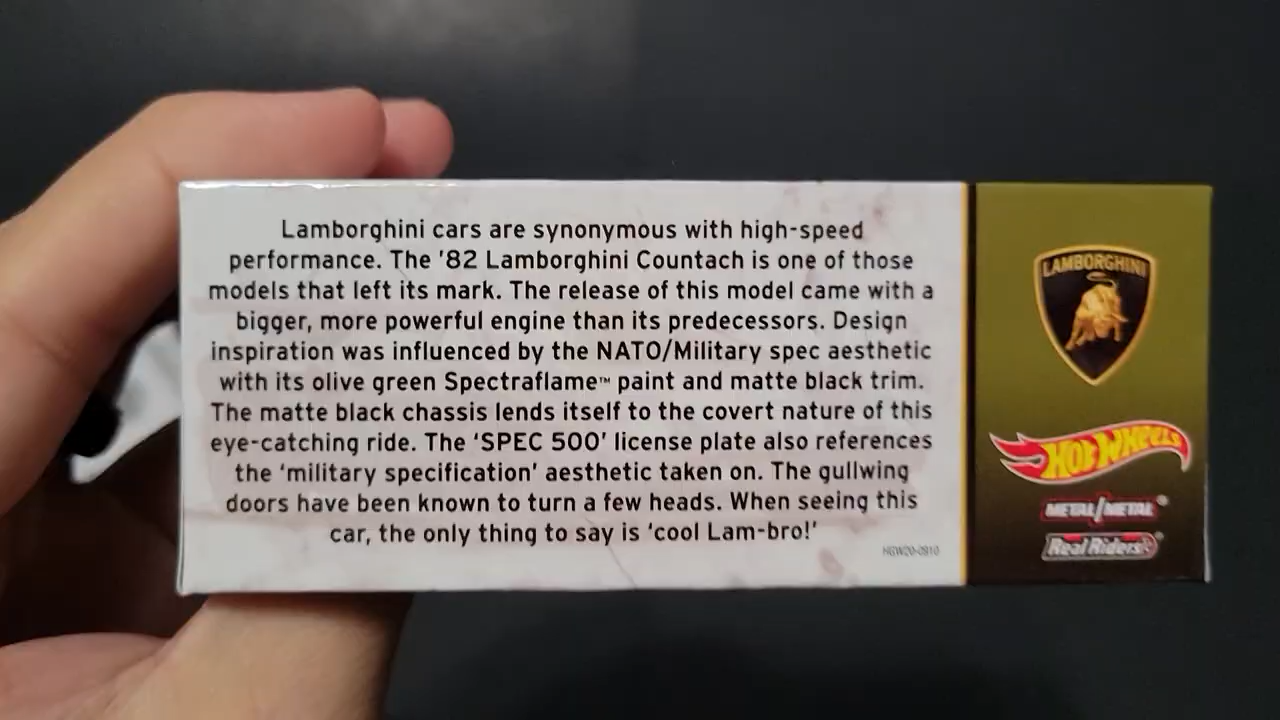 Lamborghini cars are synonymous with high-speed
performance. The '82 Lamborghini Countach is one of those
models that left its mark. The release of this model came with a
bigger, more powerful engine than its predecessors. Design
inspiration was influenced by the NATO/Military spec aesthetic
with its olive green Spectraflame™ paint and matte black trim.
The matte black chassis lends itself to the covert nature of this
eye-catching ride. The 'SPEC 500' license plate also references
the 'military specification' aesthetic taken on. The gullwing
doors have been known to turn a few heads. When seeing this
car, the only thing to say is 'cool Lam-bro!'
HGW20-0910
LAMBORGHINI
HOT WHEELS
METAL/METAL®
Real Riders®